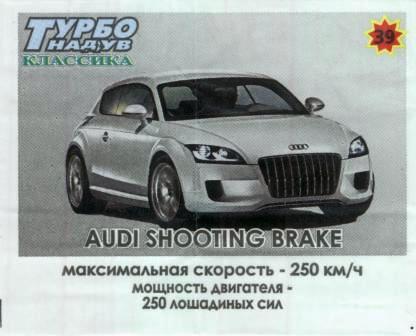 ТУРБО
НАДУВ
КЛАССИКА
39
AUDI SHOOTING BRAKE
максимальная скорость - 250 км/ч
мощность двигателя -
250 лошадиных сил